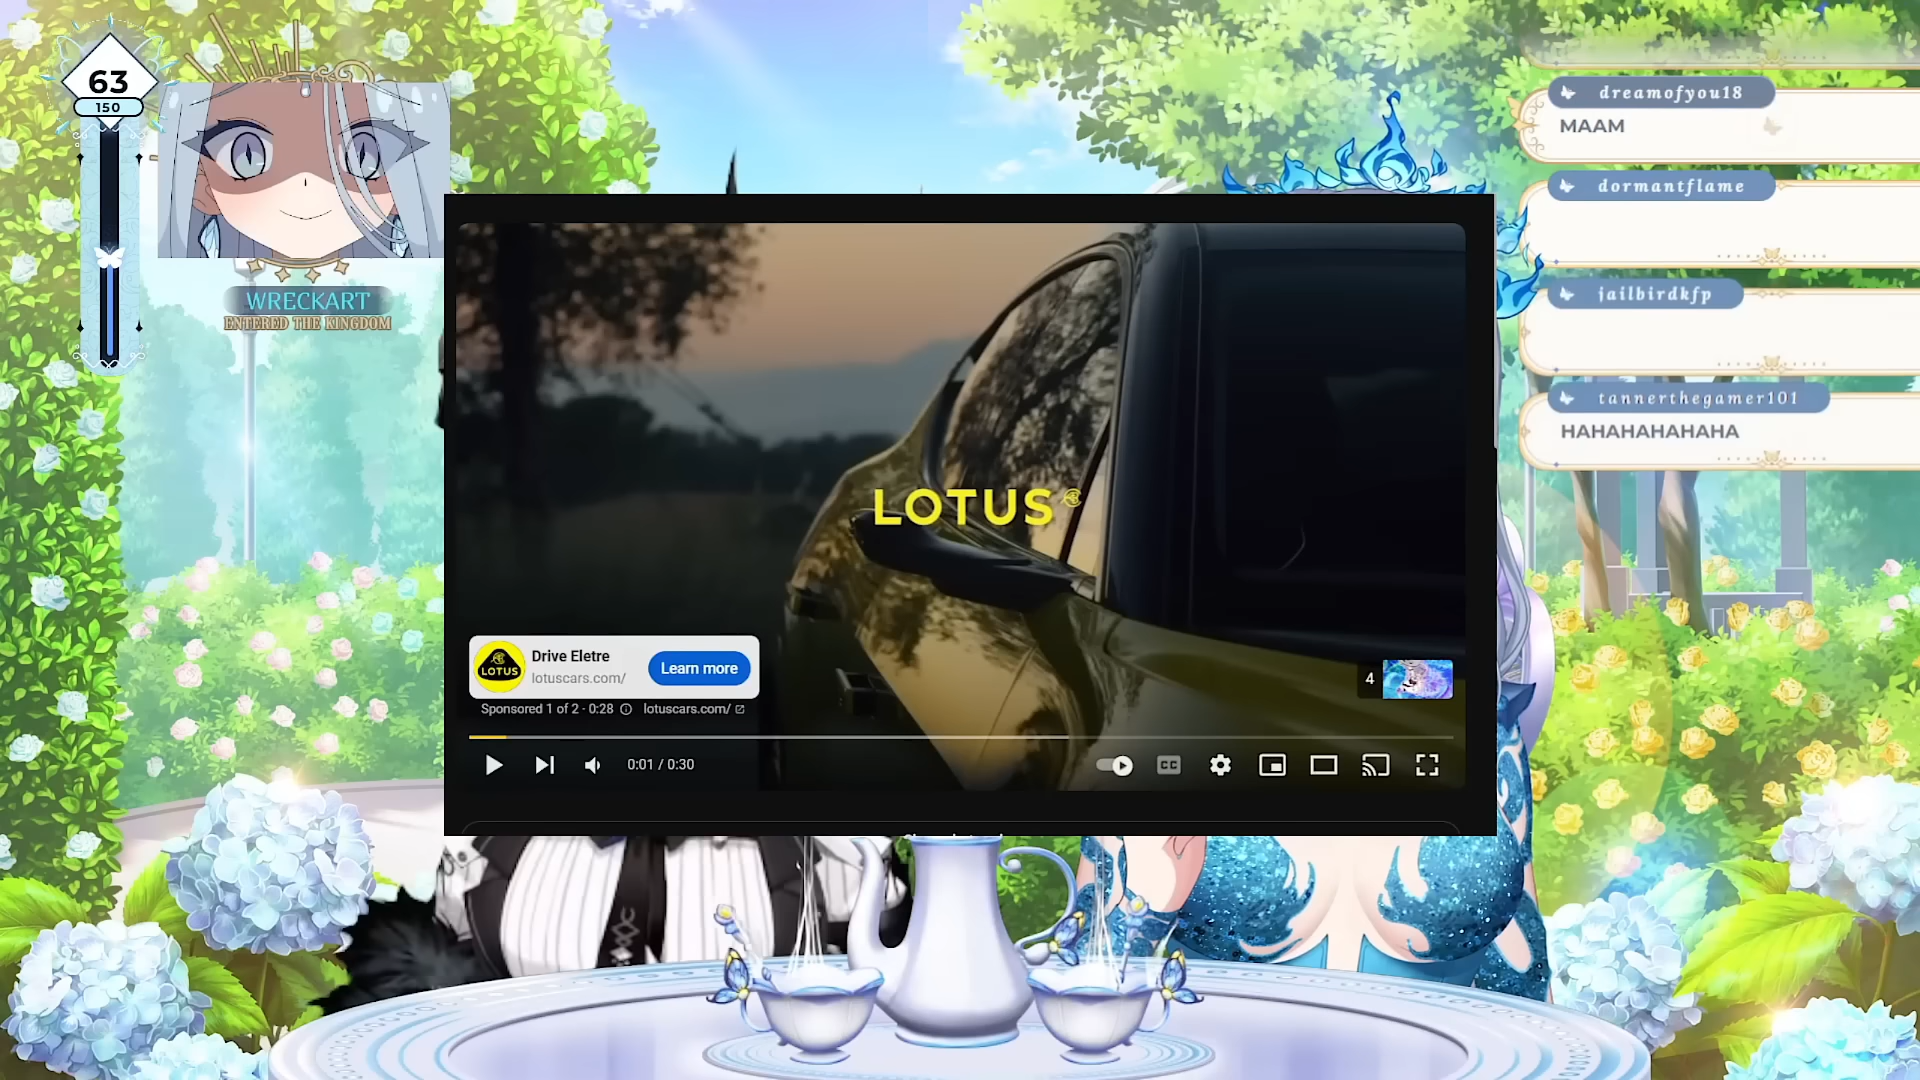 63
150
WRECKART
ENTERED THE KINGDOM
dreamofyou18
MAAM
dormantflame
jailbirdkfp
tannerthegamer101
HAHAHAHAHAHA
LOTUS
LOTUS
Drive Eletre
lotuscars.com/
Learn more
Sponsored 1 of 2 · 0:28
lotuscars.com/
4
0:01 / 0:30
CC